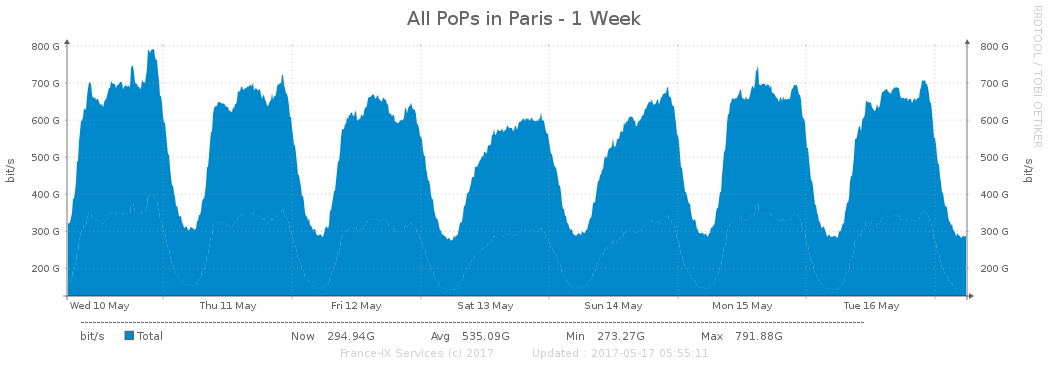 All PoPs in Paris - 1 Week
RRDTOOL / TOBI OETIKER
bit/s
800 G 800 G
700 G 700 G
600 G 600 G
500 G 500 G
400 G 400 G
300 G 300 G
200 G 200 G
bit/s
Wed 10 May Thu 11 May Fri 12 May Sat 13 May Sun 14 May Mon 15 May Tue 16 May
bit/s Total Now 294.94G Avg 535.09G Min 273.27G Max 791.88G
France-IX Services (c) 2017 Updated : 2017-05-17 05:55:11